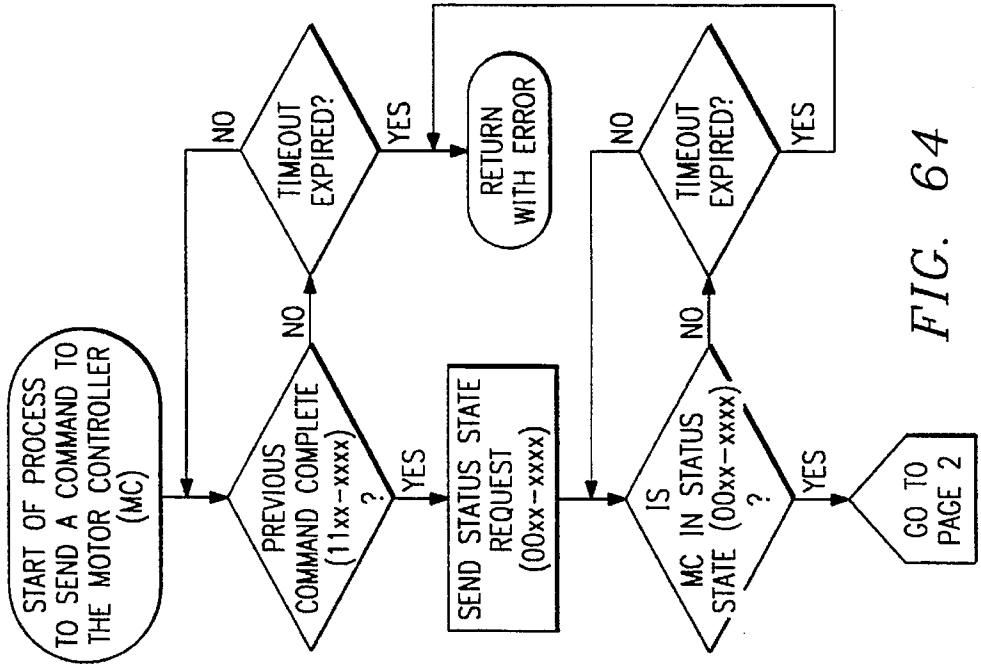 START OF PROCESS
TO SEND A COMMAND TO
THE MOTOR CONTROLLER
(MC)
PREVIOUS
COMMAND COMPLETE
(11xx-xxxx)
?
NO
TIMEOUT
EXPIRED?
NO
YES
RETURN
WITH ERROR
YES
SEND STATUS STATE
REQUEST
(00xx-xxxx)
IS
MC IN STATUS
STATE (00xx-xxxx)
?
NO
TIMEOUT
EXPIRED?
NO
YES
YES
GO TO
PAGE 2
FIG. 64